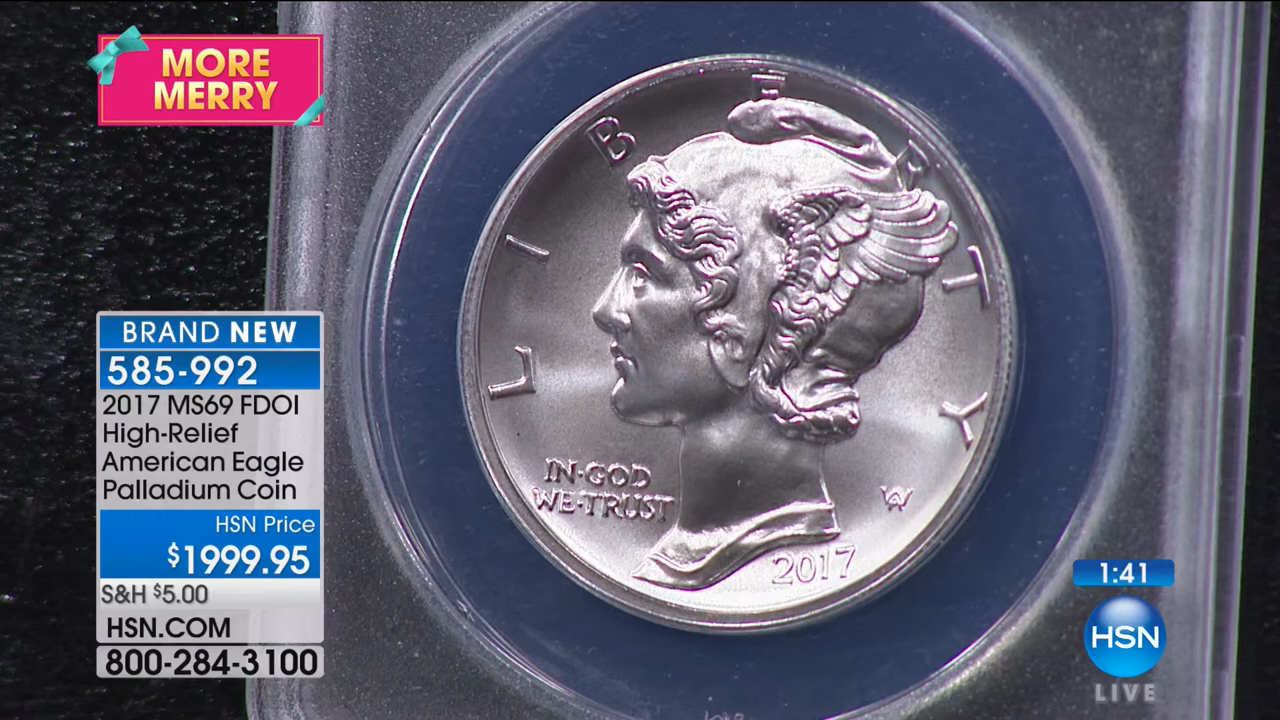 MORE
MERRY
BRAND NEW
585-992
2017 MS69 FDOI
High-Relief
American Eagle
Palladium Coin
HSN Price
$1999.95
S&H $5.00
HSN.COM
800-284-3100
LIBERTY
IN·GOD
WE·TRUST
2017
1:41
HSN
LIVE